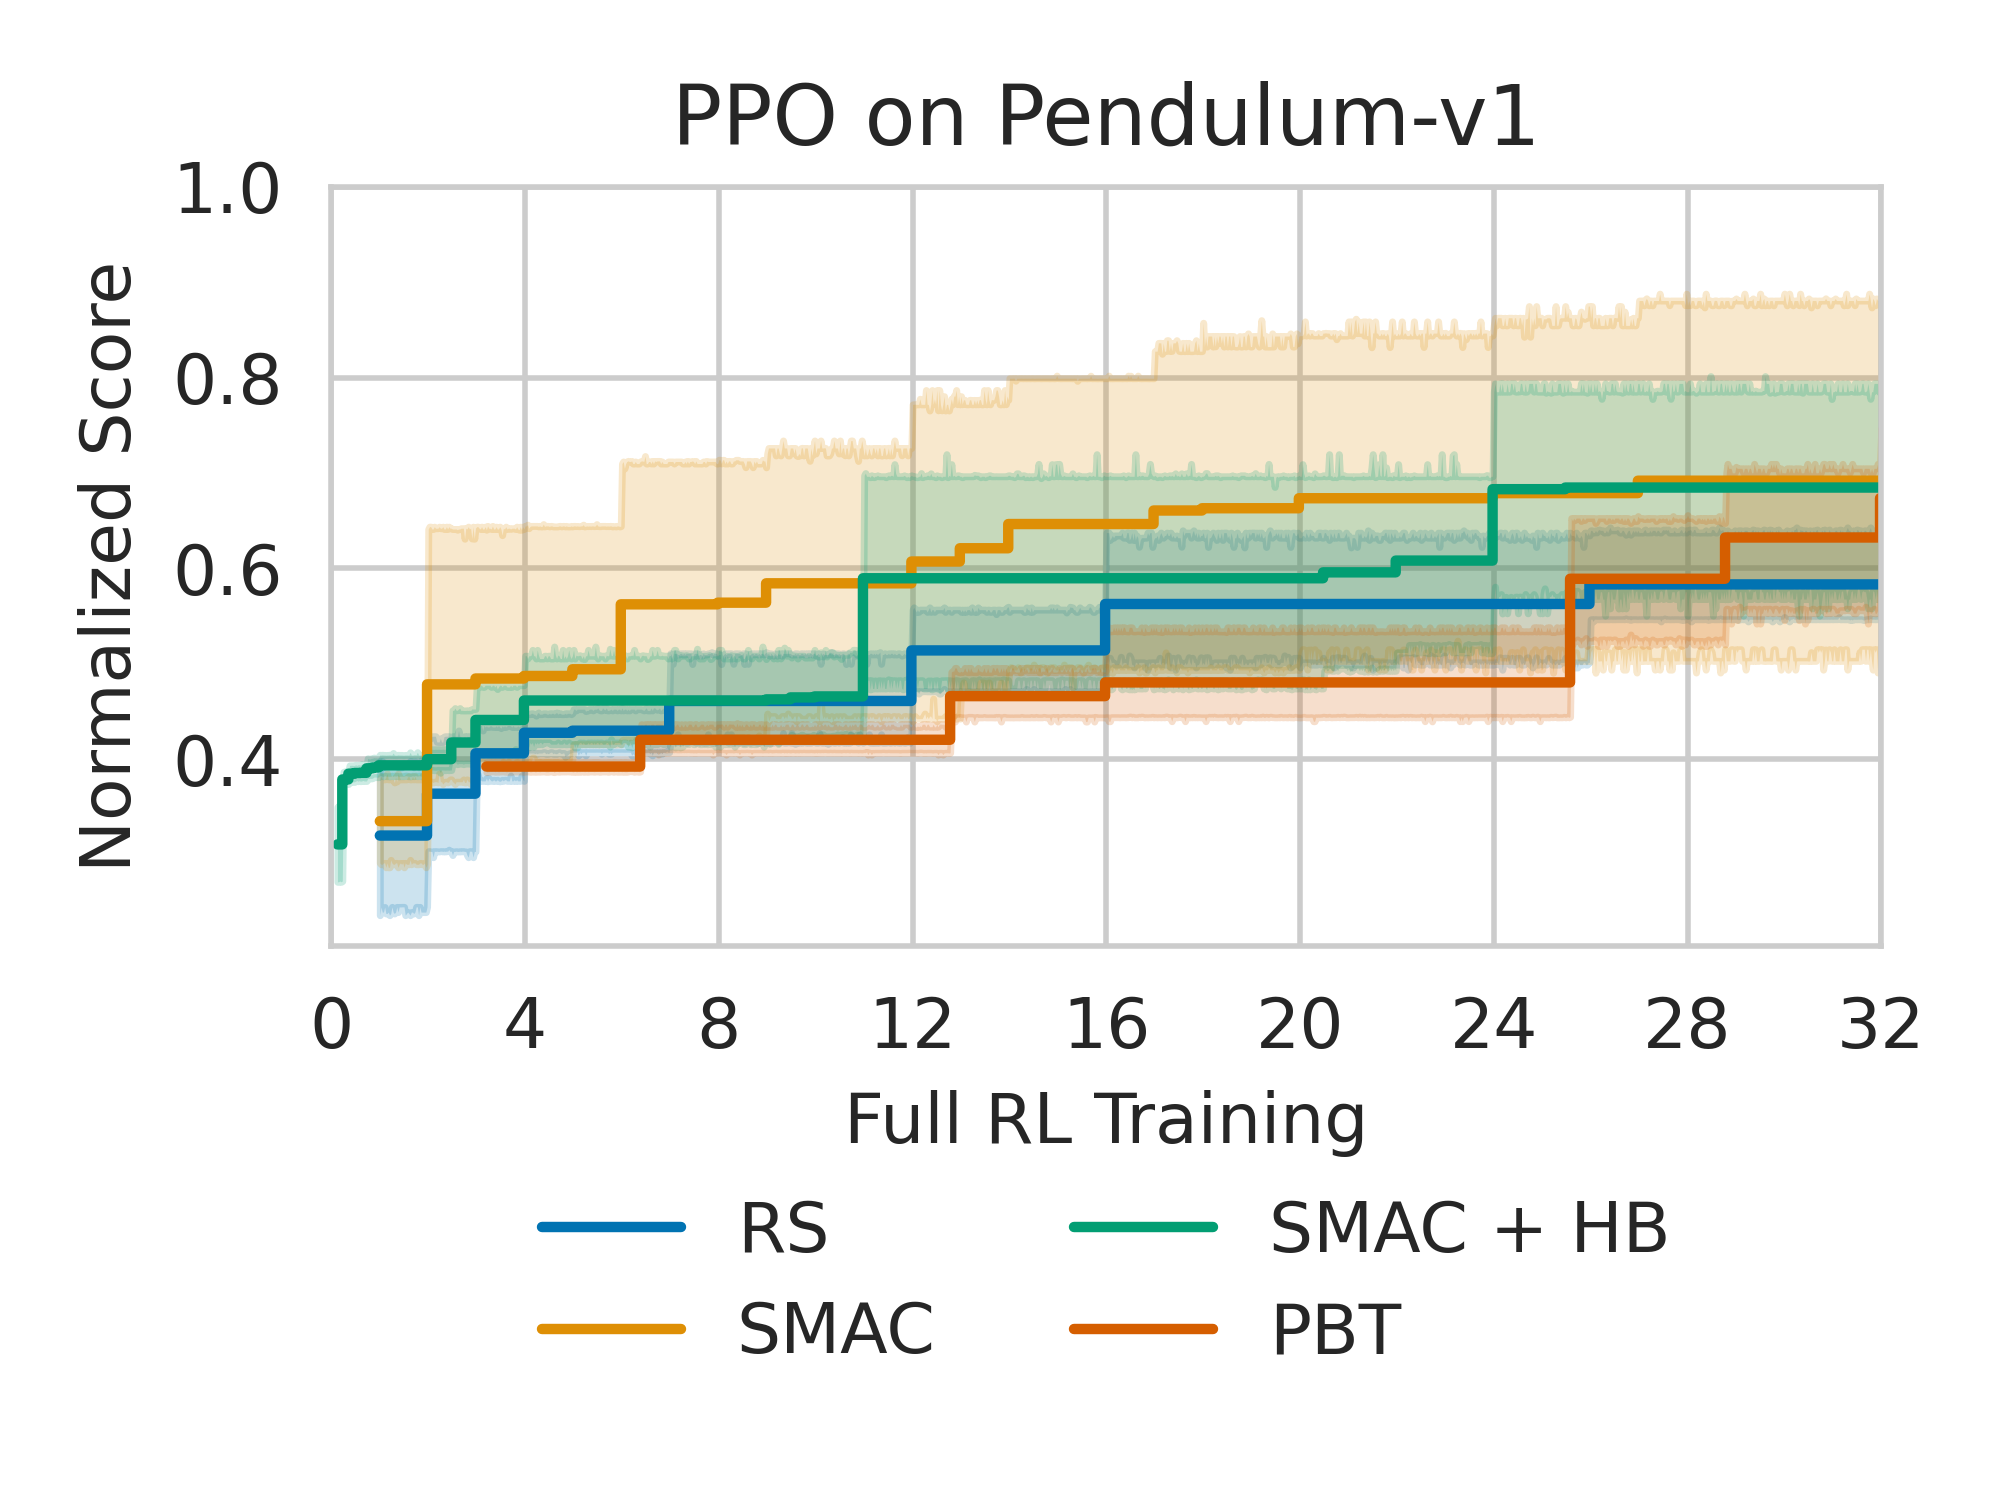 PPO on Pendulum-v1
Normalized Score
1.0
0.8
0.6
0.4
0 4 8 12 16 20 24 28 32
Full RL Training
RS SMAC + HB
SMAC PBT